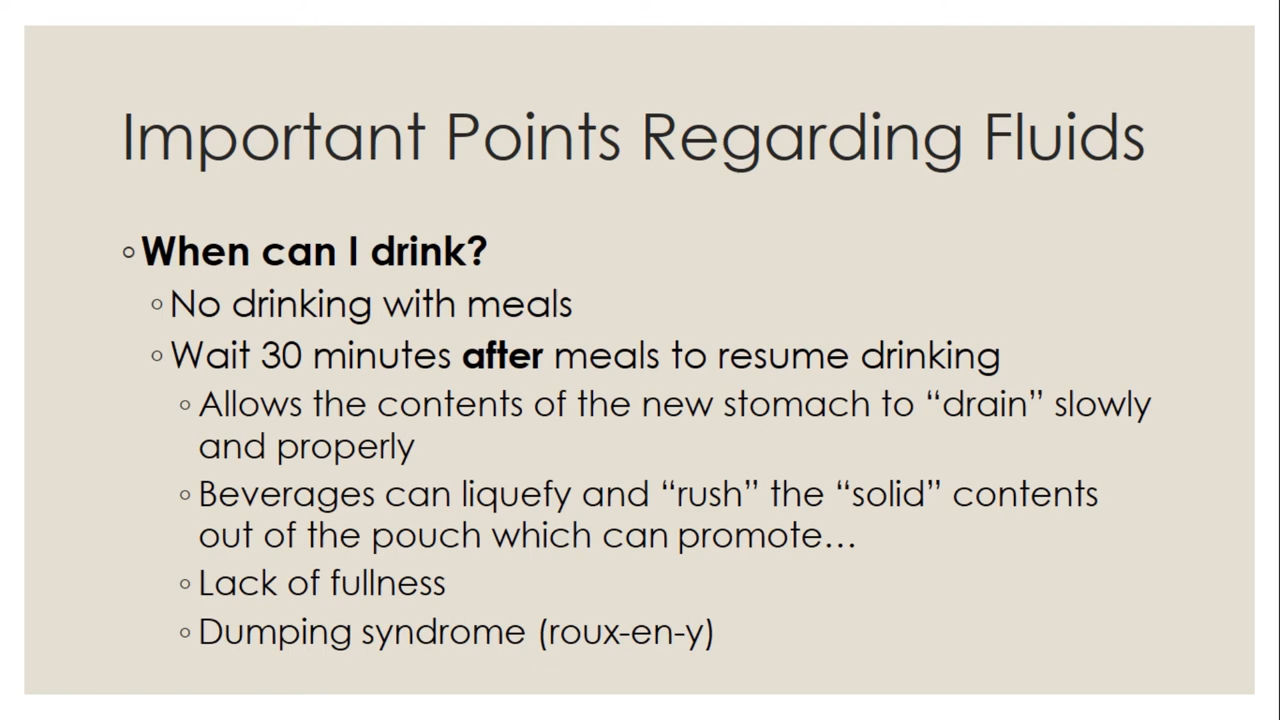 Important Points Regarding Fluids
◦When can I drink?
◦No drinking with meals
◦Wait 30 minutes after meals to resume drinking
◦Allows the contents of the new stomach to “drain” slowly
and properly
◦Beverages can liquefy and “rush” the “solid” contents
out of the pouch which can promote…
◦Lack of fullness
◦Dumping syndrome (roux-en-y)